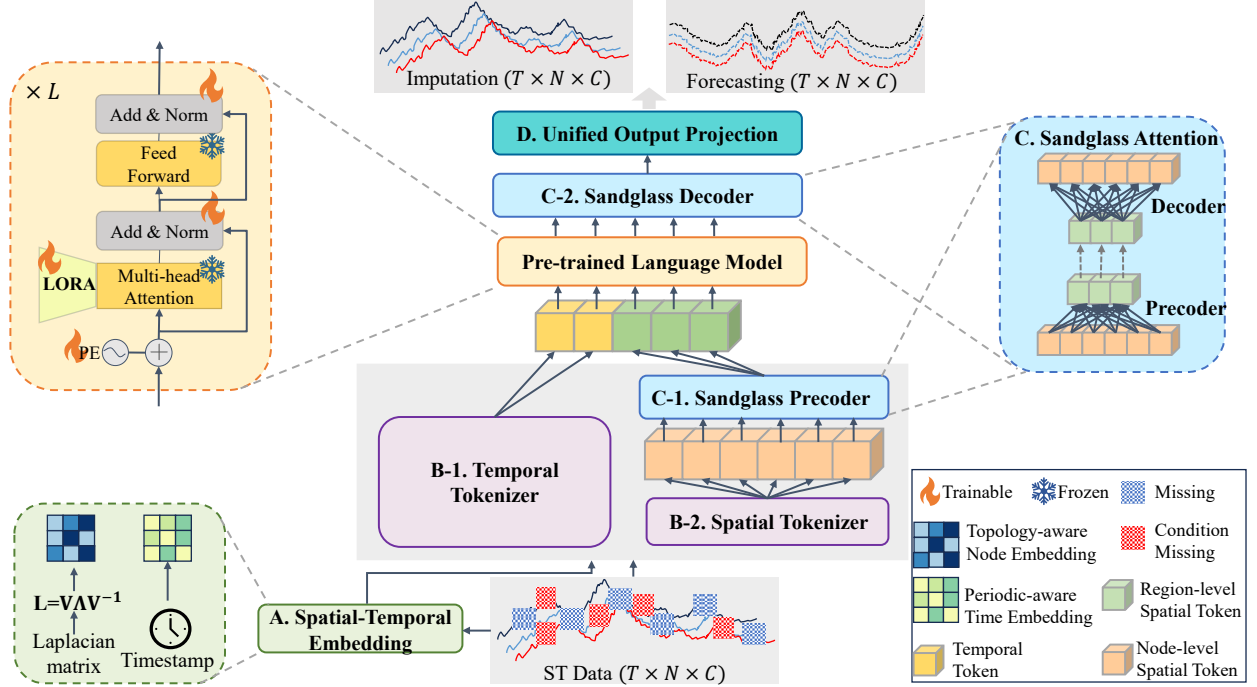 Imputation (T × N × C)
Forecasting (T × N × C)
× L
Add & Norm
Feed
Forward
Add & Norm
LORA
Multi-head
Attention
PE
D. Unified Output Projection
C-2. Sandglass Decoder
Pre-trained Language Model
C-1. Sandglass Precoder
B-1. Temporal
Tokenizer
B-2. Spatial Tokenizer
C. Sandglass Attention
Decoder
Precoder
L=VΛV⁻¹
Laplacian
matrix
Timestamp
A. Spatial-Temporal
Embedding
ST Data (T × N × C)
Trainable
Frozen
Missing
Topology-aware
Node Embedding
Condition
Missing
Periodic-aware
Time Embedding
Region-level
Spatial Token
Temporal
Token
Node-level
Spatial Token